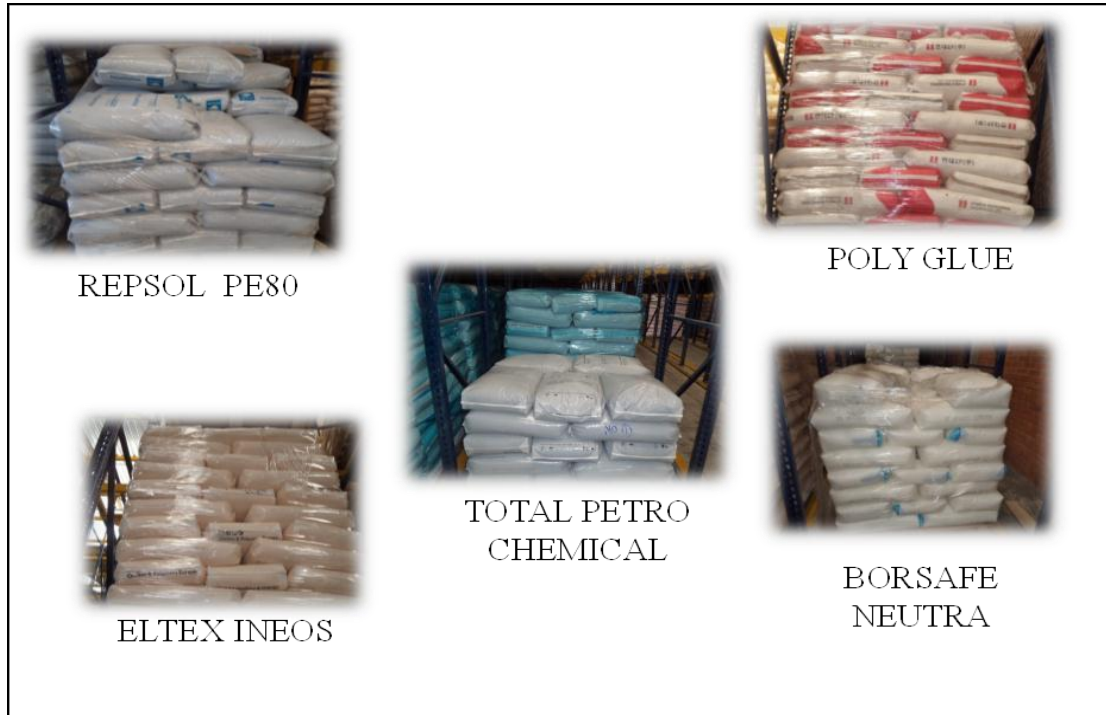 REPSOL PE80
POLY GLUE
TOTAL PETRO
CHEMICAL
ELTEX INEOS
BORSAFE
NEUTRA